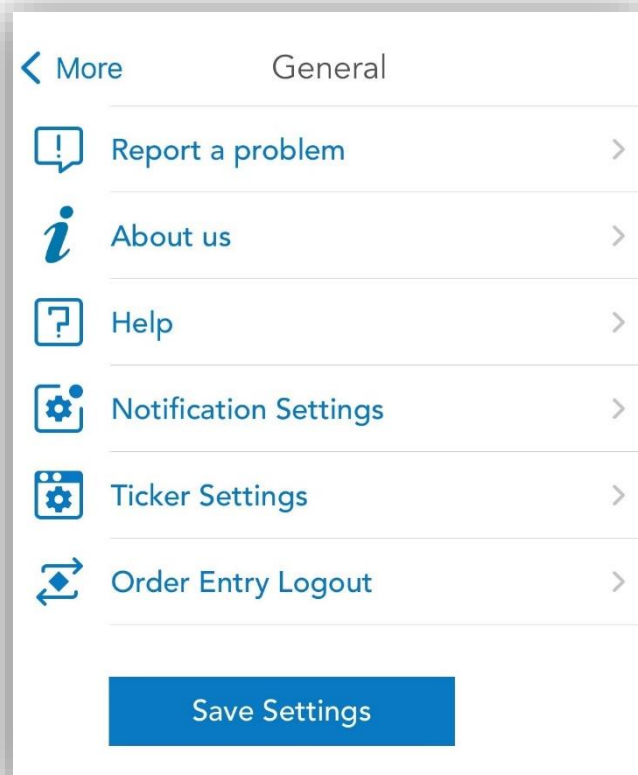 More General
Report a problem
About us
Help
Notification Settings
Ticker Settings
Order Entry Logout
Save Settings